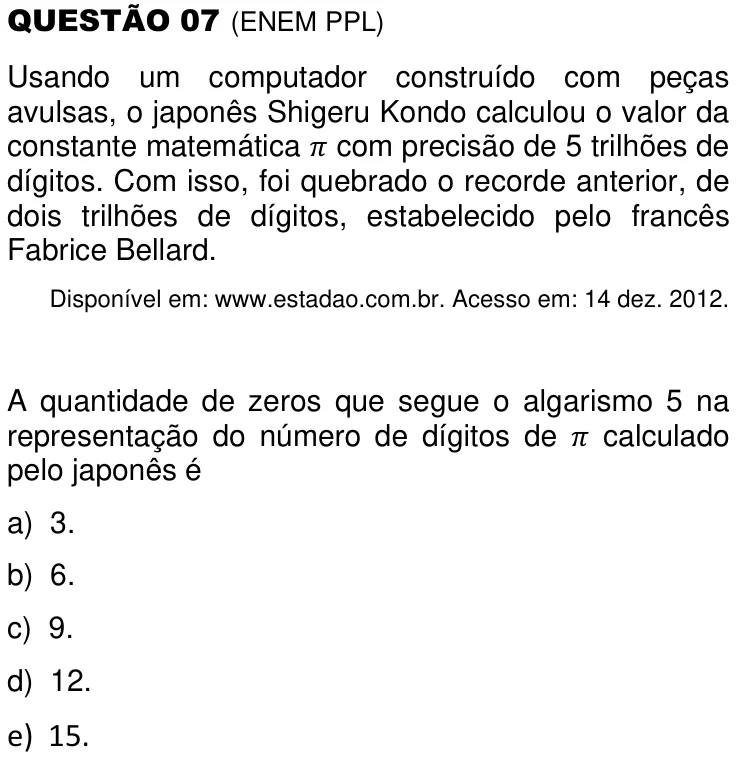 QUESTÃO 07 (ENEM PPL)
Usando um computador construído com peças
avulsas, o japonês Shigeru Kondo calculou o valor da
constante matemática π com precisão de 5 trilhões de
dígitos. Com isso, foi quebrado o recorde anterior, de
dois trilhões de dígitos, estabelecido pelo francês
Fabrice Bellard.
Disponível em: www.estadao.com.br. Acesso em: 14 dez. 2012.
A quantidade de zeros que segue o algarismo 5 na
representação do número de dígitos de π calculado
pelo japonês é
a) 3.
b) 6.
c) 9.
d) 12.
e) 15.